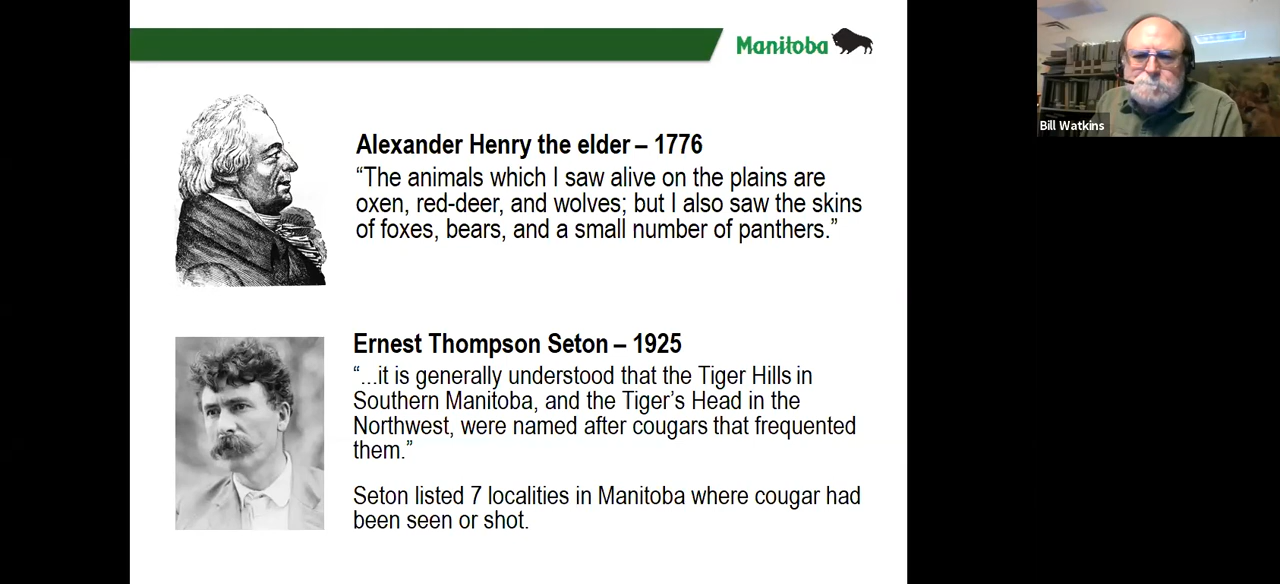 Manitoba
Bill Watkins
Alexander Henry the elder – 1776
“The animals which I saw alive on the plains are
oxen, red-deer, and wolves; but I also saw the skins
of foxes, bears, and a small number of panthers.”
Ernest Thompson Seton – 1925
“...it is generally understood that the Tiger Hills in
Southern Manitoba, and the Tiger’s Head in the
Northwest, were named after cougars that frequented
them.”
Seton listed 7 localities in Manitoba where cougar had
been seen or shot.